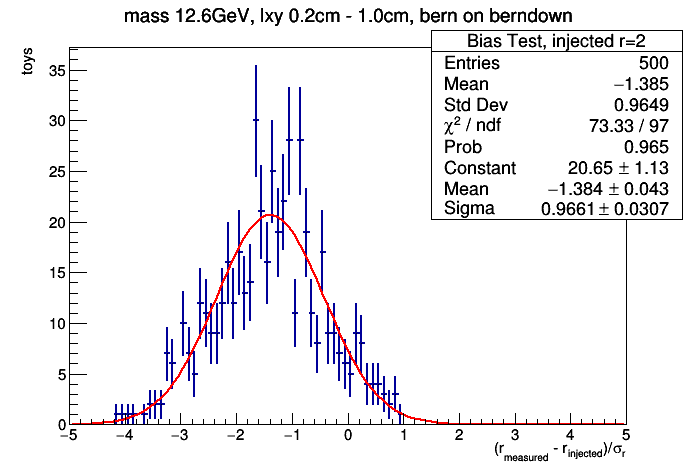 mass 12.6GeV, lxy 0.2cm - 1.0cm, bern on berndown
toys
Bias Test, injected r=2
Entries 500
Mean −1.385
Std Dev 0.9649
χ² / ndf 73.33 / 97
Prob 0.965
Constant 20.65 ± 1.13
Mean −1.384 ± 0.043
Sigma 0.9661 ± 0.0307
35
30
25
20
15
10
5
0
−5 −4 −3 −2 −1 0 1 2 3 4 5
(r_measured - r_injected)/σ_r